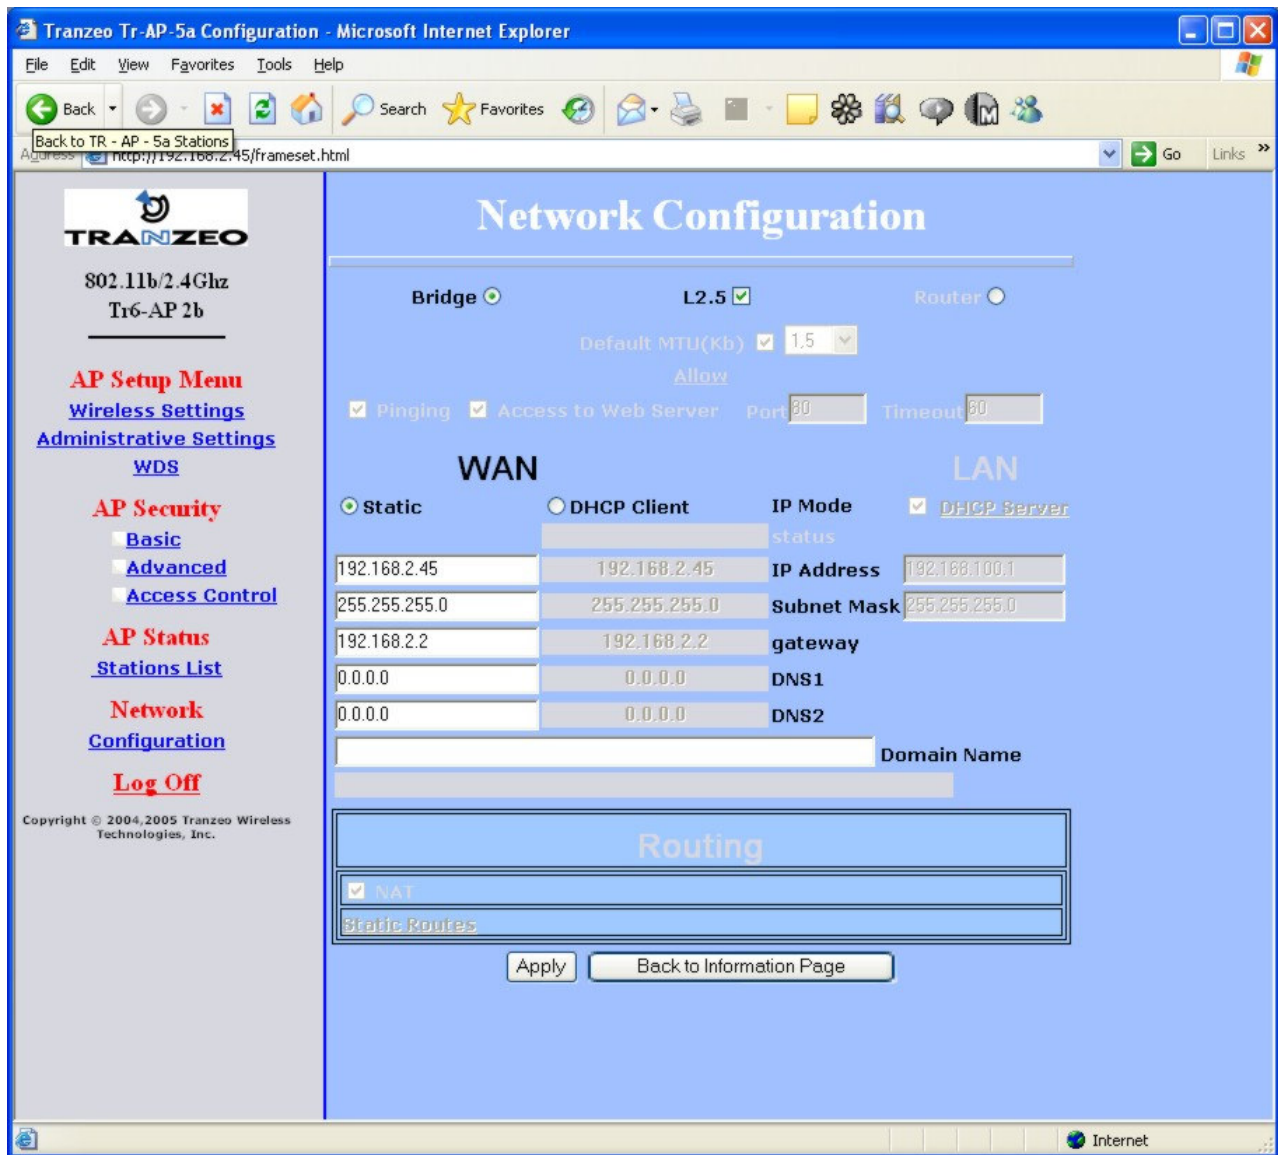 Tranzeo Tr-AP-5a Configuration - Microsoft Internet Explorer
File Edit View Favorites Tools Help
Back Search Favorites
Back to TR - AP - 5a Stations
Address http://192.168.2.45/frameset.html Go Links »
TRANZEO
802.11b/2.4Ghz
Tr6-AP 2b
AP Setup Menu
Wireless Settings
Administrative Settings
WDS
AP Security
Basic
Advanced
Access Control
AP Status
Stations List
Network
Configuration
Log Off
Copyright © 2004,2005 Tranzeo Wireless
Technologies, Inc.
Network Configuration
Bridge L2.5 Router
Default MTU(Kb) 1,5
Allow
Pinging Access to Web Server Port 80 Timeout 60
WAN LAN
Static DHCP Client IP Mode DHCP Server
status
192.168.2.45 192.168.2.45 IP Address 192.168.100.1
255.255.255.0 255.255.255.0 Subnet Mask 255.255.255.0
192.168.2.2 192.168.2.2 gateway
0.0.0.0 0.0.0.0 DNS1
0.0.0.0 0.0.0.0 DNS2
Domain Name
Routing
NAT
Static Routes
Apply Back to Information Page
Internet